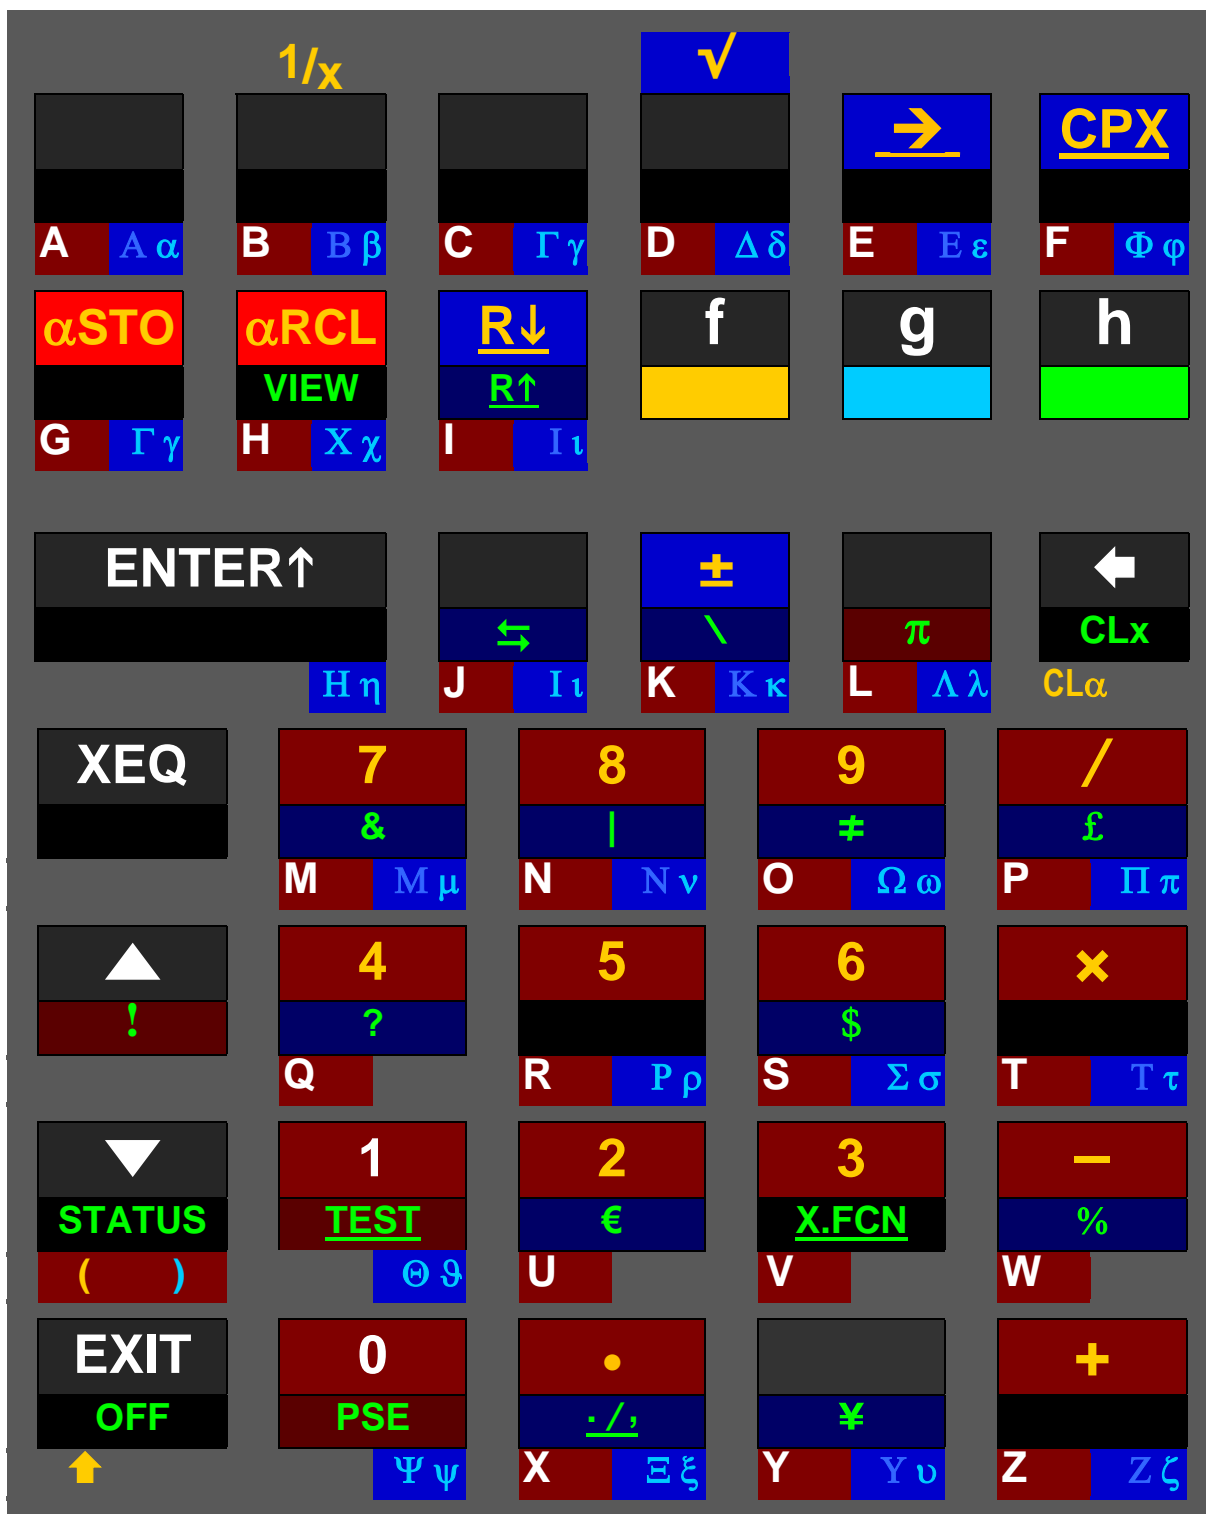 1/x √
→ CPX
A Α α B Β β C Γ γ D Δ δ E Ε ε F Φ φ
αSTO αRCL R↓ f g h
VIEW R↑
G Γ γ H Χ χ I Ι ι
ENTER↑ ± 🡄
⇆ \ π CLx
Η η J Ι ι K Κ κ L Λ λ CLα
XEQ 7 8 9 /
& | ≠ £
M Μ μ N Ν ν O Ω ω P Π π
▲ 4 5 6 ×
! ? $
Q R Ρ ρ S Σ σ T Τ τ
▼ 1 2 3 −
STATUS TEST € X.FCN %
( ) Θ ϑ U V W
EXIT 0 • +
OFF PSE ./, ¥
⬆ Ψ ψ X Ξ ξ Y Υ υ Z Ζ ζ